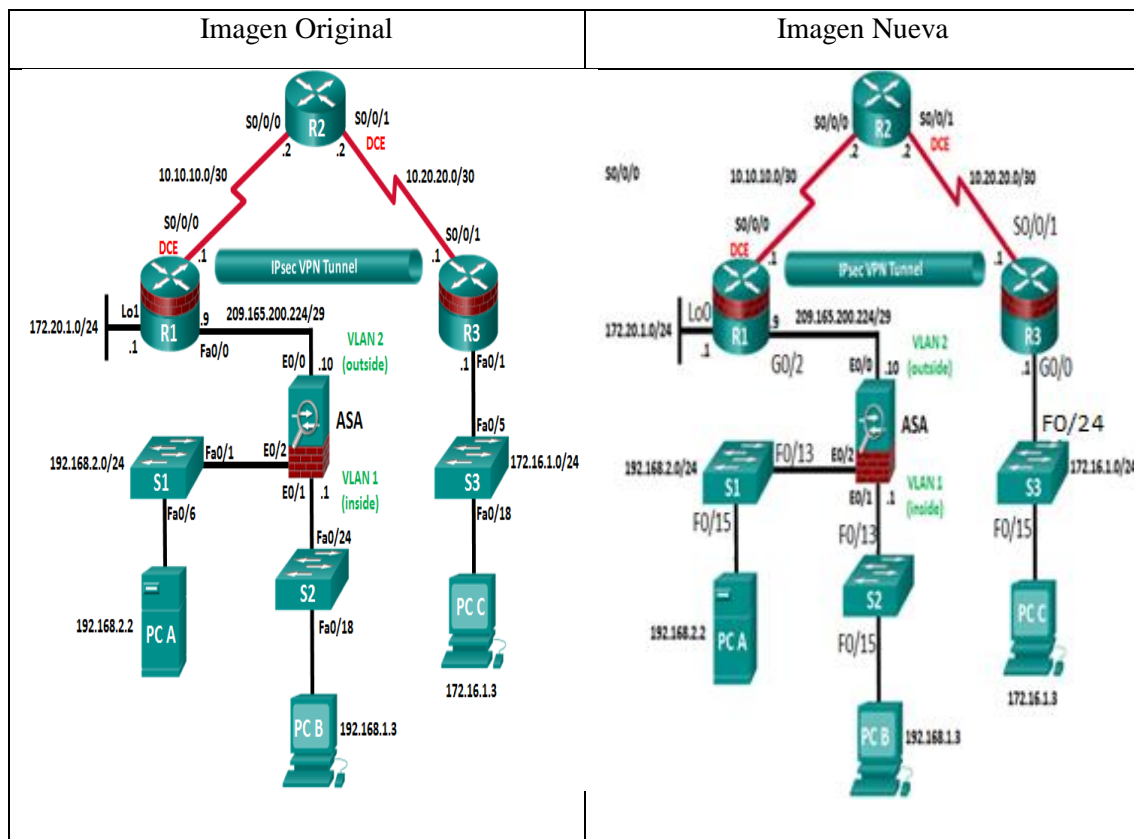 Imagen Original
S0/0/0
R2
S0/0/1
.2
.2
DCE
10.10.10.0/30
10.20.20.0/30
S0/0/0
DCE
.1
S0/0/1
.1
IPsec VPN Tunnel
Lo1
172.20.1.0/24
.1
R1
.9
209.165.200.224/29
Fa0/0
R3
VLAN 2
(outside)
E0/0
.10
.1
Fa0/1
ASA
Fa0/5
192.168.2.0/24
Fa0/1
E0/2
172.16.1.0/24
S1
E0/1
.1
VLAN 1
(inside)
S3
Fa0/6
Fa0/18
Fa0/24
S2
192.168.2.2
PC A
Fa0/18
PC C
172.16.1.3
PC B
192.168.1.3
Imagen Nueva
S0/0/0
R2
S0/0/1
.2
.2
DCE
S0/0/0
10.10.10.0/30
10.20.20.0/30
S0/0/0
DCE
.1
S0/0/1
.1
IPsec VPN Tunnel
Lo0
172.20.1.0/24
.1
R1
.9
209.165.200.224/29
G0/2
R3
VLAN 2
(outside)
E0/0
.10
.1
G0/0
ASA
F0/24
192.168.2.0/24
F0/13
E0/2
172.16.1.0/24
S1
E0/1
.1
VLAN 1
(inside)
S3
F0/15
F0/15
F0/13
S2
192.168.2.2
PC A
F0/15
PC C
172.16.1.3
PC B
192.168.1.3